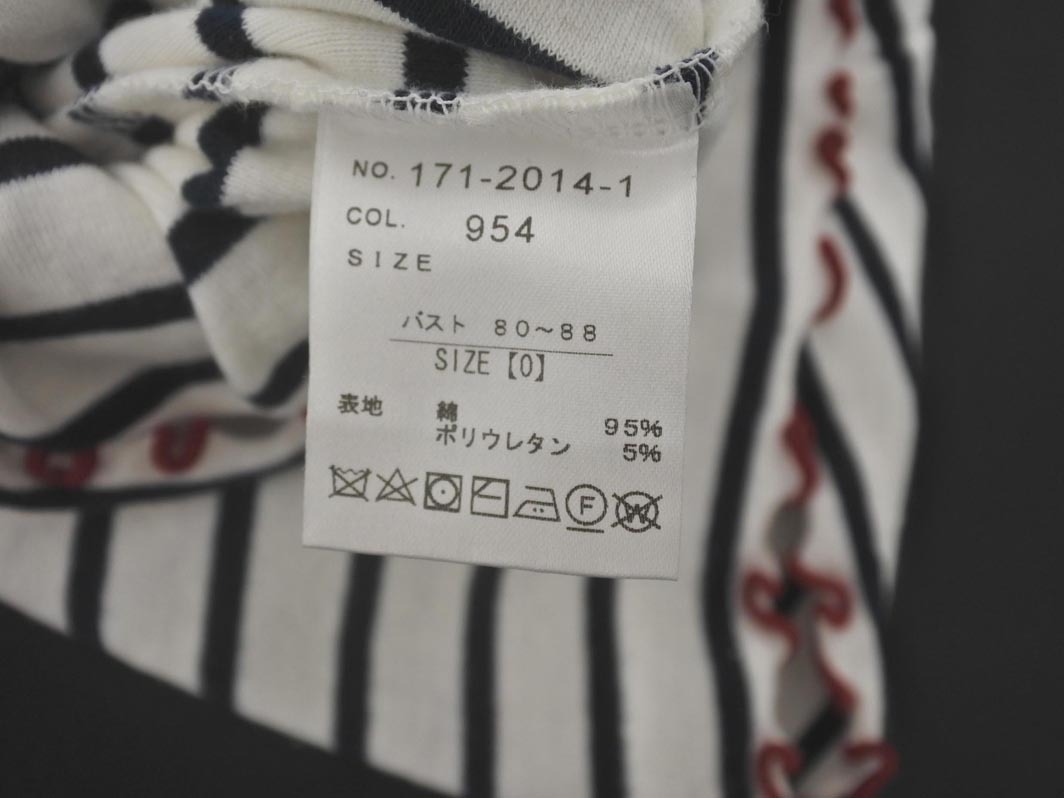 NO. 171-2014-1
COL. 954
SIZE
バスト 80~88
SIZE【0】
表地 綿 95%
ポリウレタン 5%
F
W